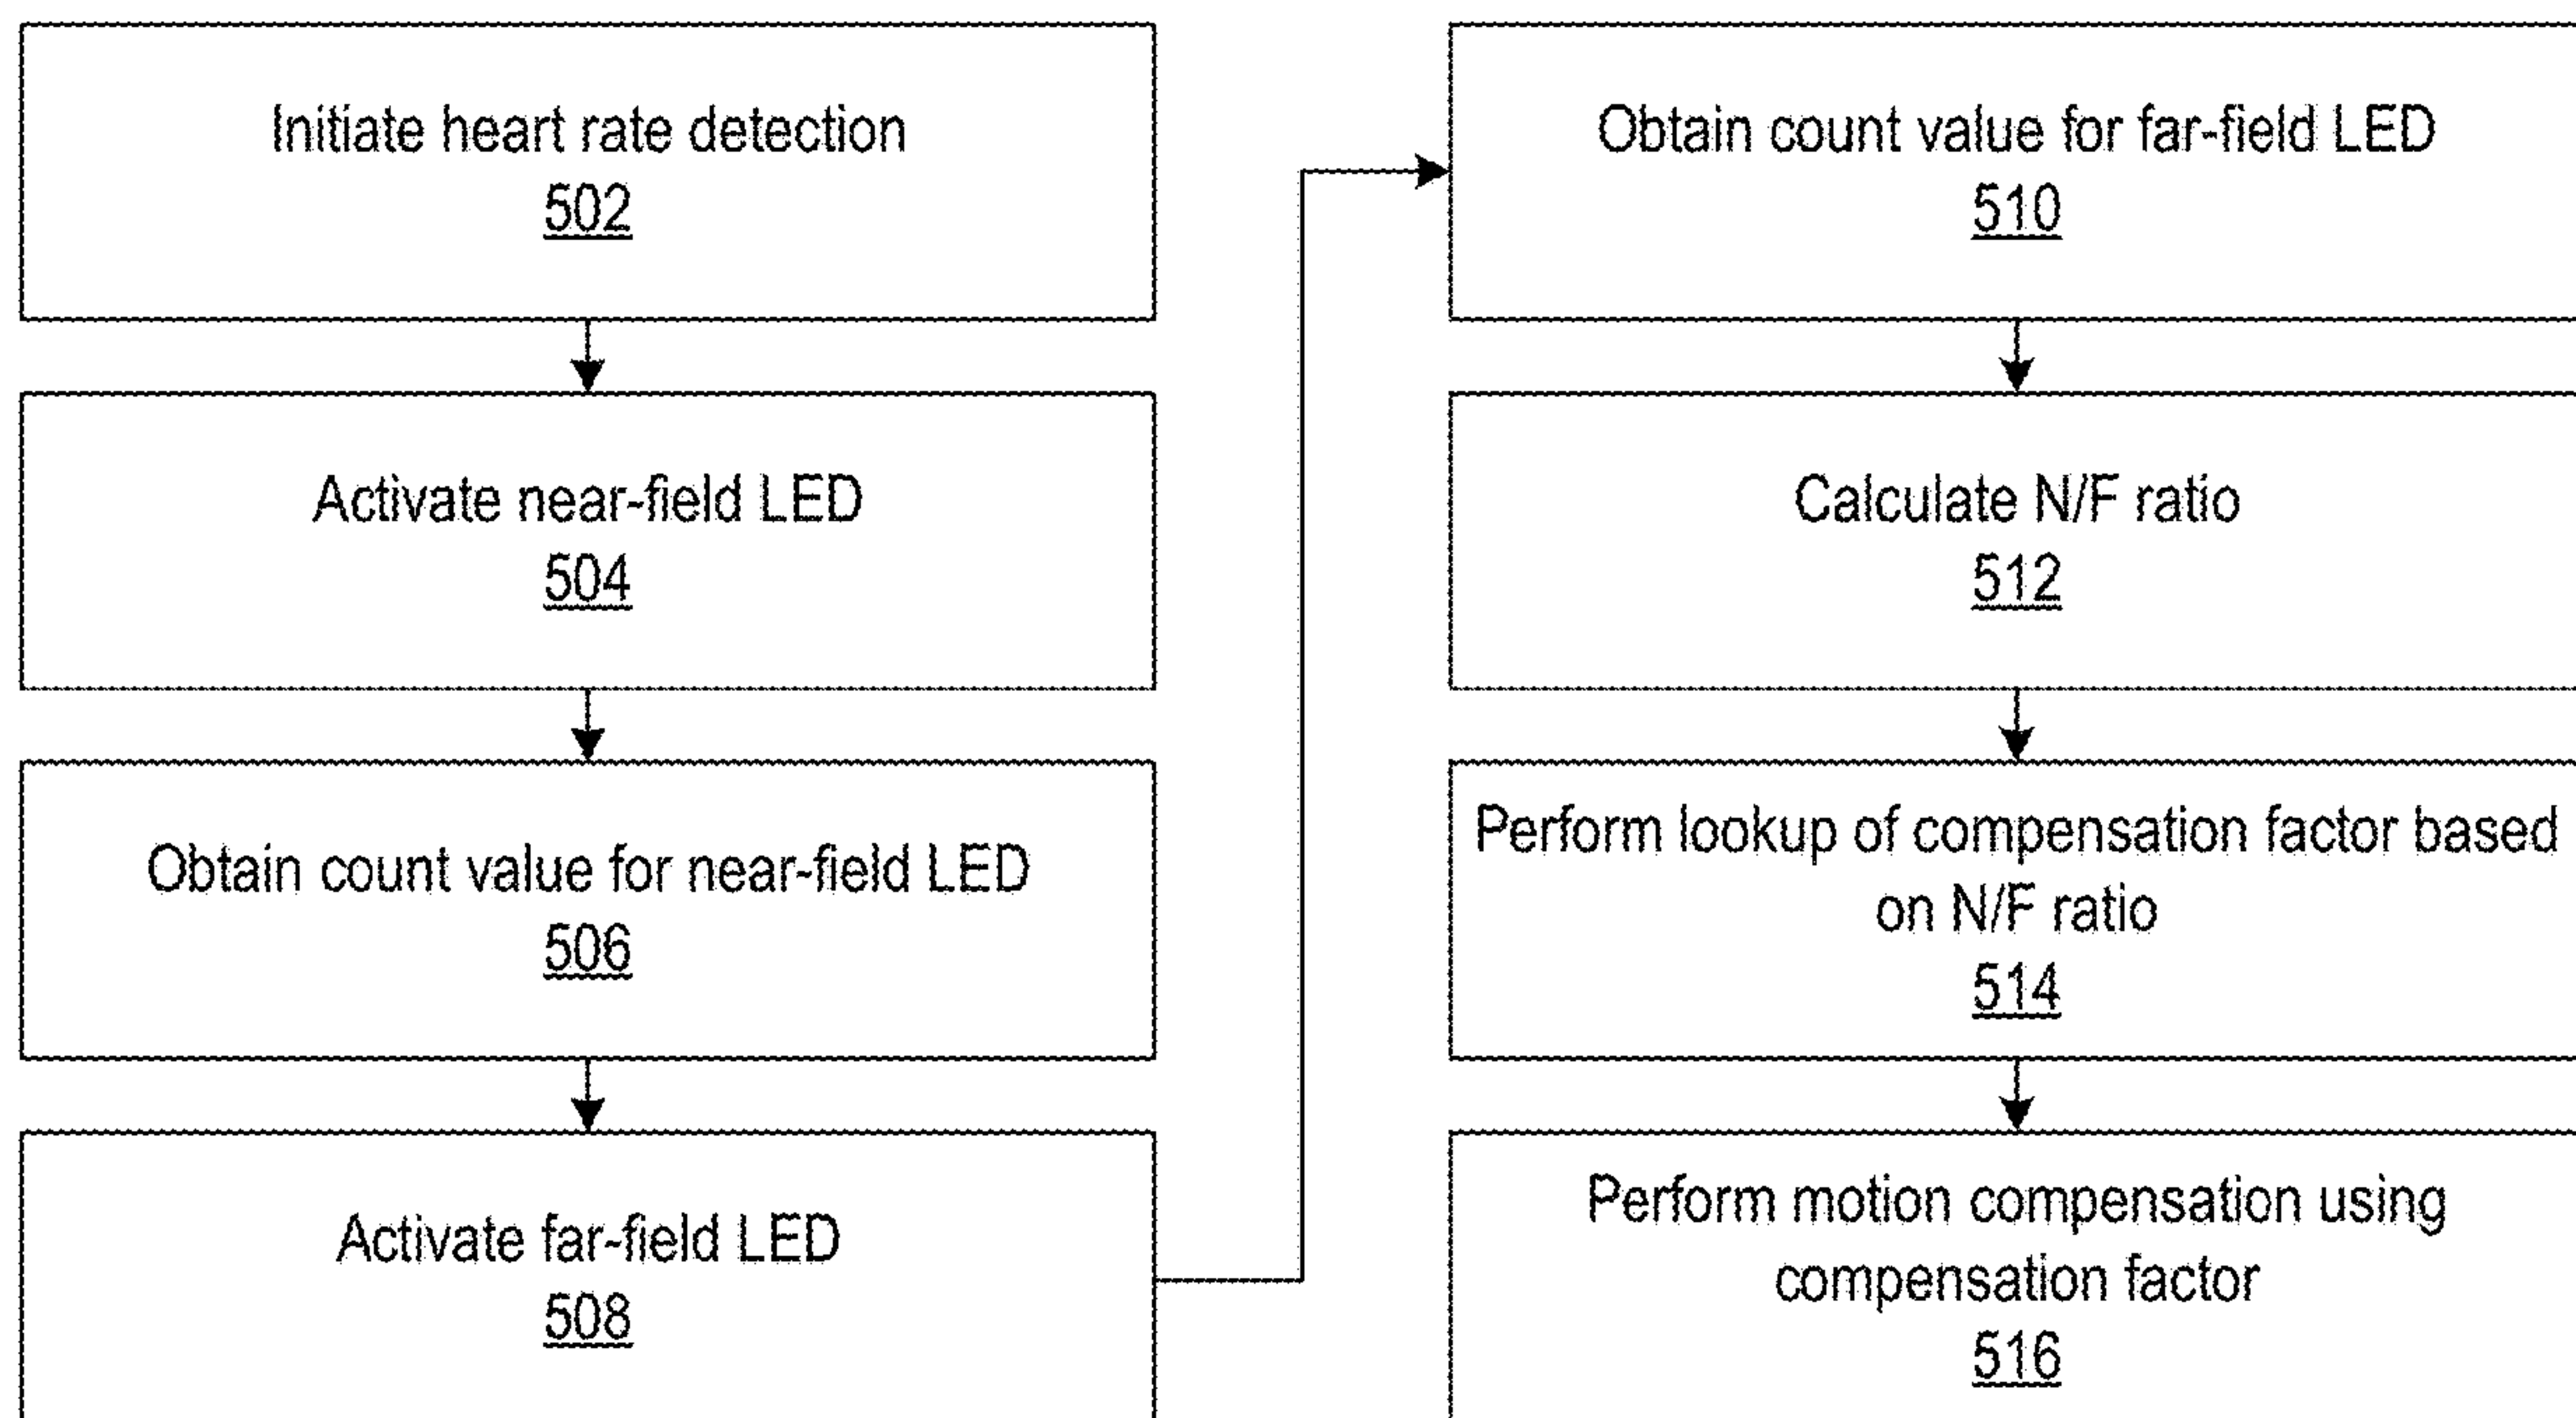 Initiate heart rate detection
502
Activate near-field LED
504
Obtain count value for near-field LED
506
Activate far-field LED
508
Obtain count value for far-field LED
510
Calculate N/F ratio
512
Perform lookup of compensation factor based
on N/F ratio
514
Perform motion compensation using
compensation factor
516